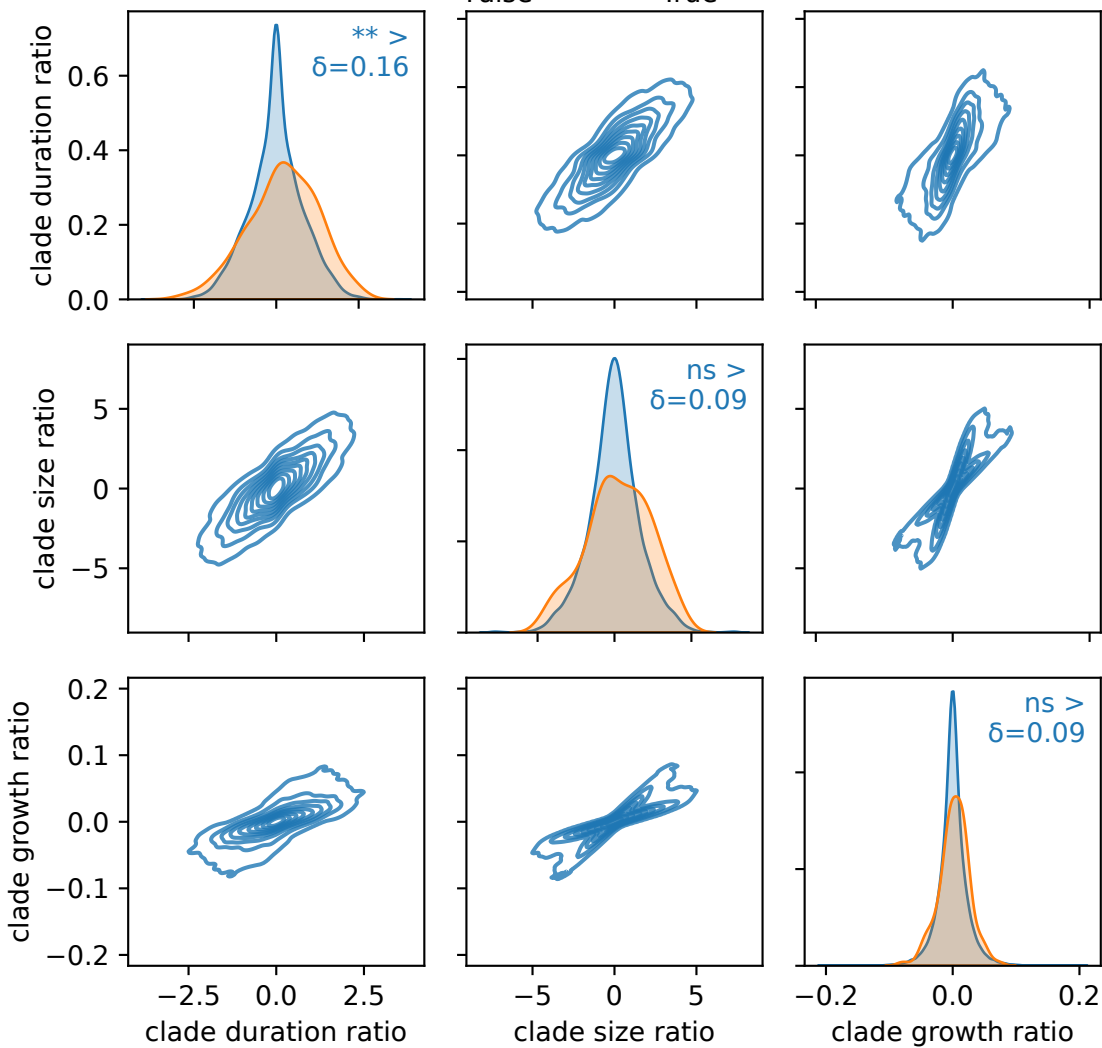 True
** >
δ=0.16
clade duration ratio
0.6
0.4
0.2
0.0
ns >
δ=0.09
clade size ratio
5
0
−5
ns >
δ=0.09
clade growth ratio
0.2
0.1
0.0
−0.1
−0.2
−2.5 0.0 2.5 −5 0 5 −0.2 0.0 0.2
clade duration ratio clade size ratio clade growth ratio